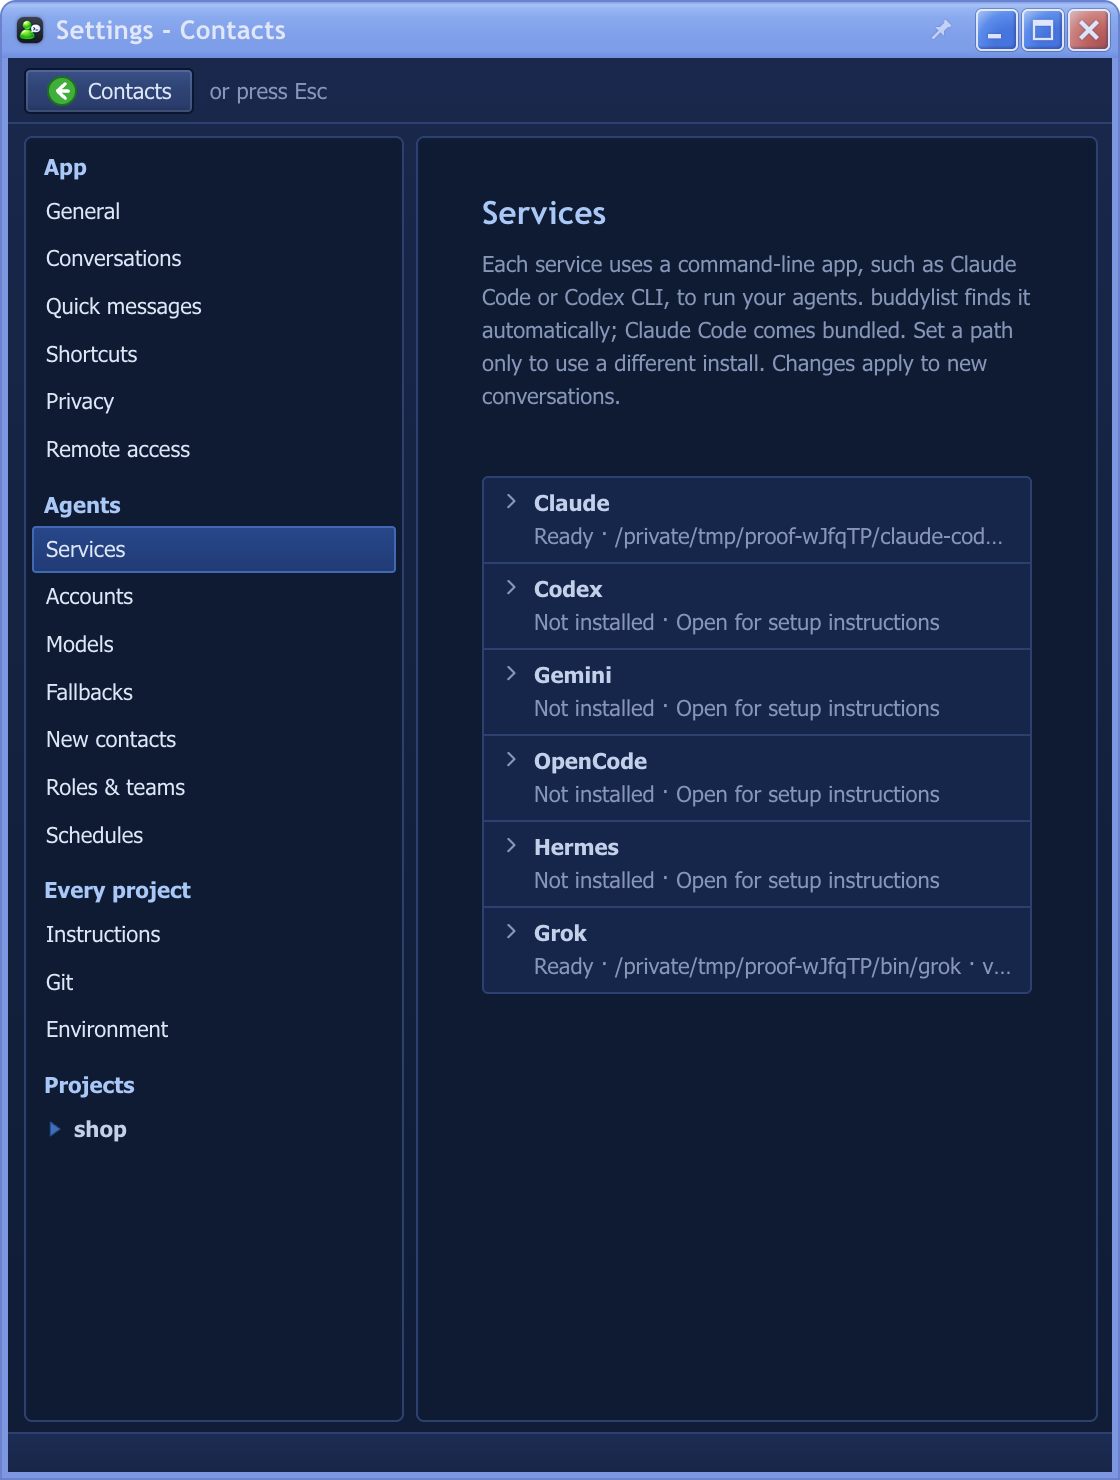 Settings - Contacts
Contacts or press Esc
App
General
Conversations
Quick messages
Shortcuts
Privacy
Remote access
Agents
Services
Accounts
Models
Fallbacks
New contacts
Roles & teams
Schedules
Every project
Instructions
Git
Environment
Projects
shop
Services
Each service uses a command-line app, such as Claude
Code or Codex CLI, to run your agents. buddylist finds it
automatically; Claude Code comes bundled. Set a path
only to use a different install. Changes apply to new
conversations.
Claude
Ready · /private/tmp/proof-wJfqTP/claude-cod...
Codex
Not installed · Open for setup instructions
Gemini
Not installed · Open for setup instructions
OpenCode
Not installed · Open for setup instructions
Hermes
Not installed · Open for setup instructions
Grok
Ready · /private/tmp/proof-wJfqTP/bin/grok · v...